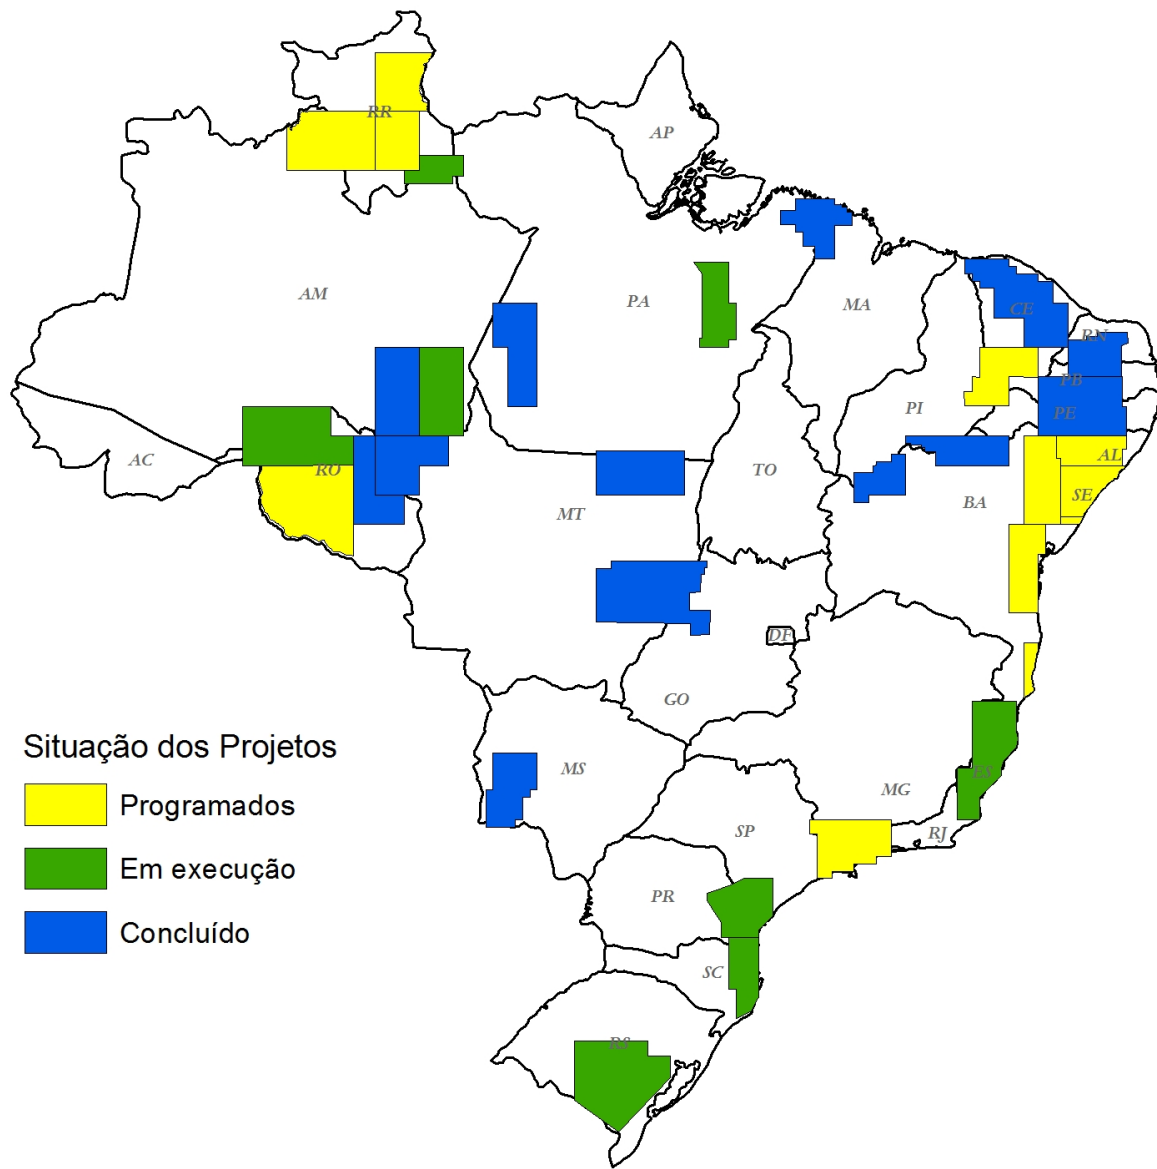 RR
AP
AM
PA
MA
CE
RN
PB
PI
PE
AC
RO
TO
AL
MT
BA
SE
DF
GO
Situação dos Projetos
MS
ES
Programados
MG
SP
RJ
Em execução
PR
Concluído
SC
RS